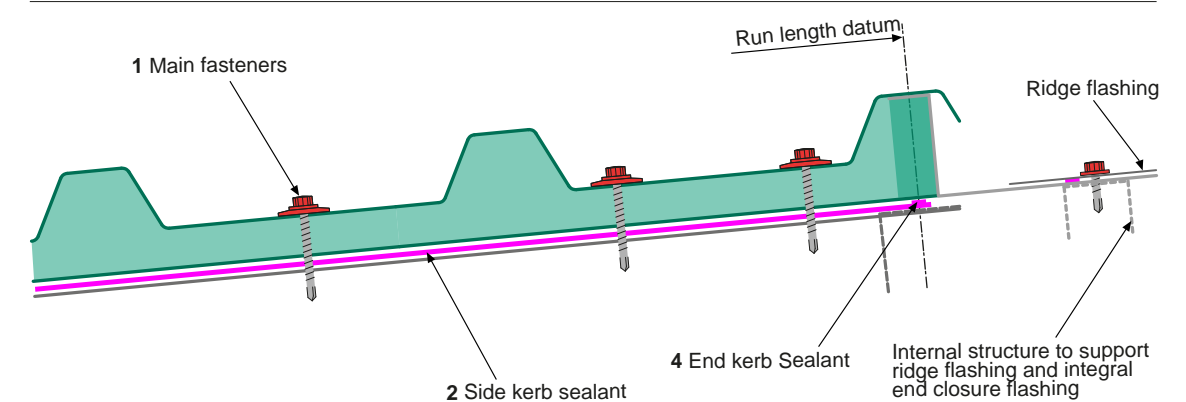 Run length datum
1 Main fasteners
Ridge flashing
4 End kerb Sealant
Internal structure to support
ridge flashing and integral
end closure flashing
2 Side kerb sealant